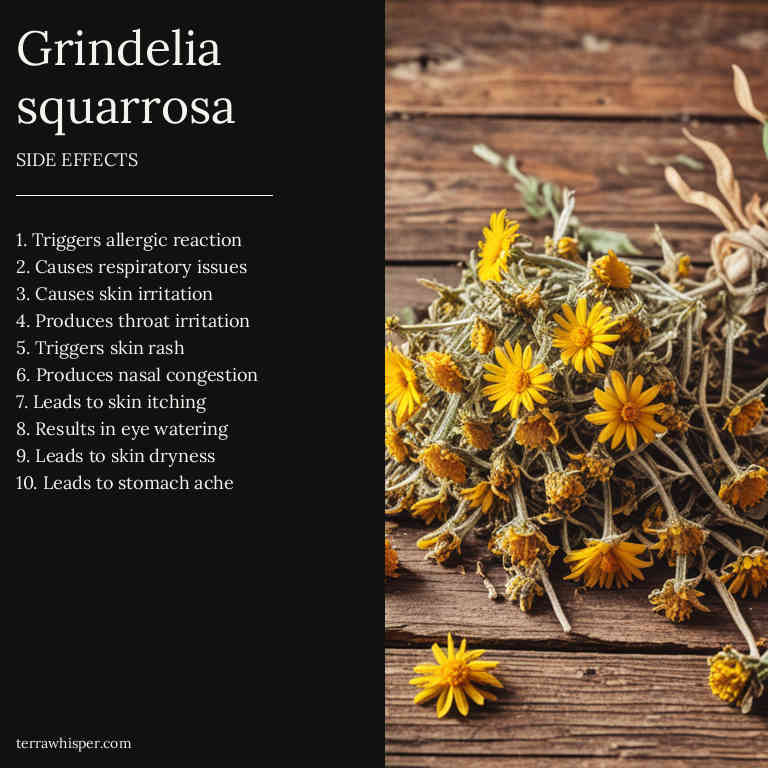 Grindelia
squarrosa
SIDE EFFECTS
1. Triggers allergic reaction
2. Causes respiratory issues
3. Causes skin irritation
4. Produces throat irritation
5. Triggers skin rash
6. Produces nasal congestion
7. Leads to skin itching
8. Results in eye watering
9. Leads to skin dryness
10. Leads to stomach ache
terrawhisper.com